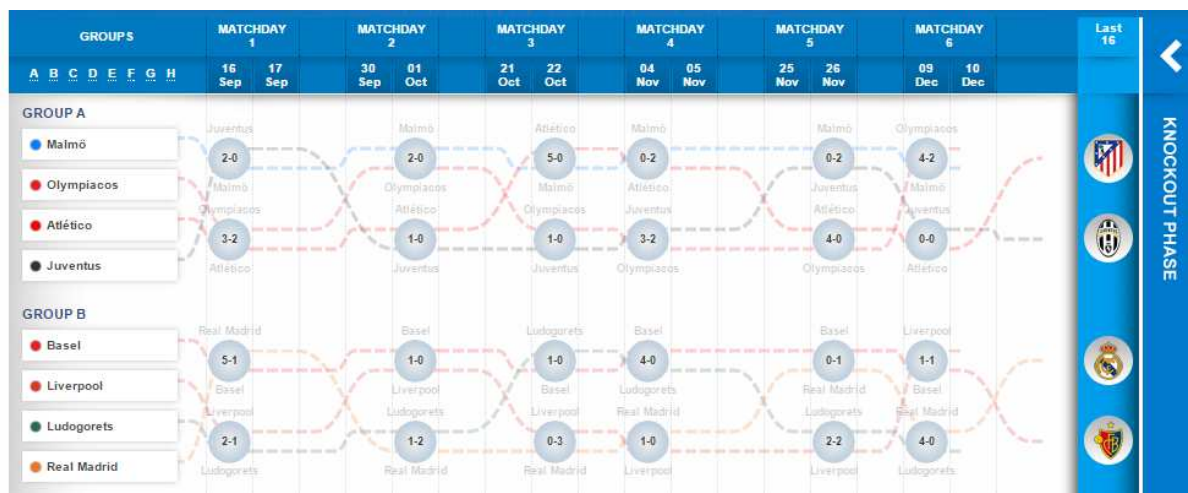 GROUPS MATCHDAY 1 MATCHDAY 2 MATCHDAY 3 MATCHDAY 4 MATCHDAY 5 MATCHDAY 6 Last 16
A B C D E F G H 16 Sep 17 Sep 30 Sep 01 Oct 21 Oct 22 Oct 04 Nov 05 Nov 25 Nov 26 Nov 09 Dec 10 Dec
KNOCKOUT PHASE
GROUP A
Juventus Malmö Atlético Malmö Malmö Olympiacos
Malmö 2-0 2-0 5-0 0-2 0-2 4-2
Olympiacos Malmö Olympiacos Malmö Atlético Juventus Malmö
Olympiacos Atlético Olympiacos Juventus Atlético Juventus
Atlético 3-2 1-0 1-0 3-2 4-0 0-0
Juventus Atlético Juventus Juventus Olympiacos Olympiacos Atlético
GROUP B
Real Madrid Basel Ludogorets Basel Basel Liverpool
Basel 5-1 1-0 1-0 4-0 0-1 1-1
Liverpool Basel Liverpool Basel Ludogorets Real Madrid Basel
Liverpool Ludogorets Liverpool Real Madrid Ludogorets Real Madrid
Ludogorets 2-1 1-2 0-3 1-0 2-2 4-0
Real Madrid Ludogorets Real Madrid Real Madrid Liverpool Liverpool Ludogorets